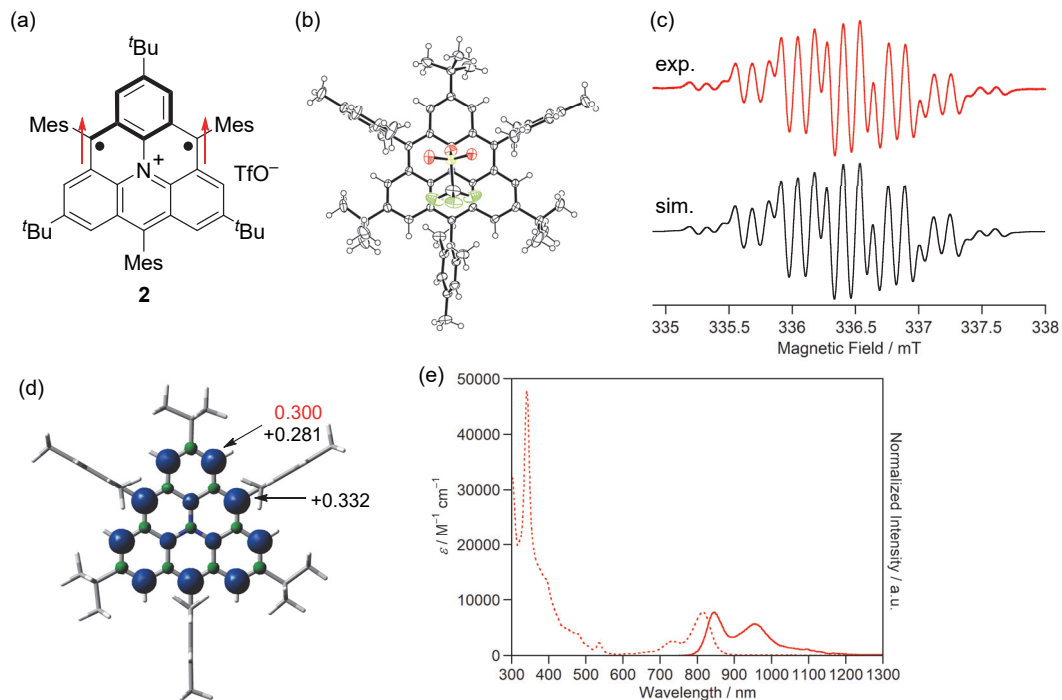 (a)
tBu
Mes
Mes
N+
TfO−
tBu
tBu
Mes
2
(b)
(c)
exp.
sim.
335
335.5
336
336.5
337
337.5
338
Magnetic Field / mT
(d)
0.300
+0.281
+0.332
(e)
50000
40000
30000
20000
10000
0
ε / M−1 cm−1
Normalized Intensity / a.u.
300 400 500 600 700 800 900 1000 1100 1200 1300
Wavelength / nm